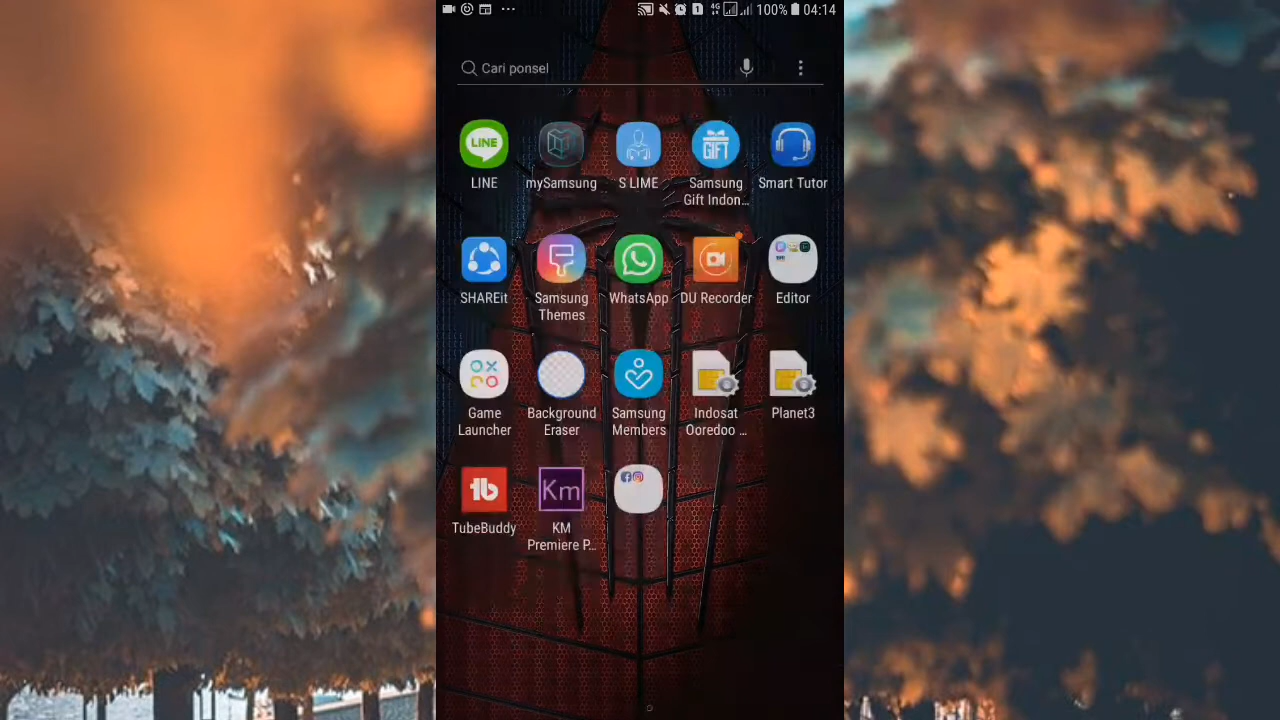 100% 04:14
Cari ponsel
LINE
GIFT
LINE
mySamsung
S LIME
Samsung
Gift Indon...
Smart Tutor
SHAREit
Samsung
Themes
WhatsApp
DU Recorder
Editor
Game
Launcher
Background
Eraser
Samsung
Members
Indosat
Ooredoo ...
Planet3
tb
Km
TubeBuddy
KM
Premiere P...